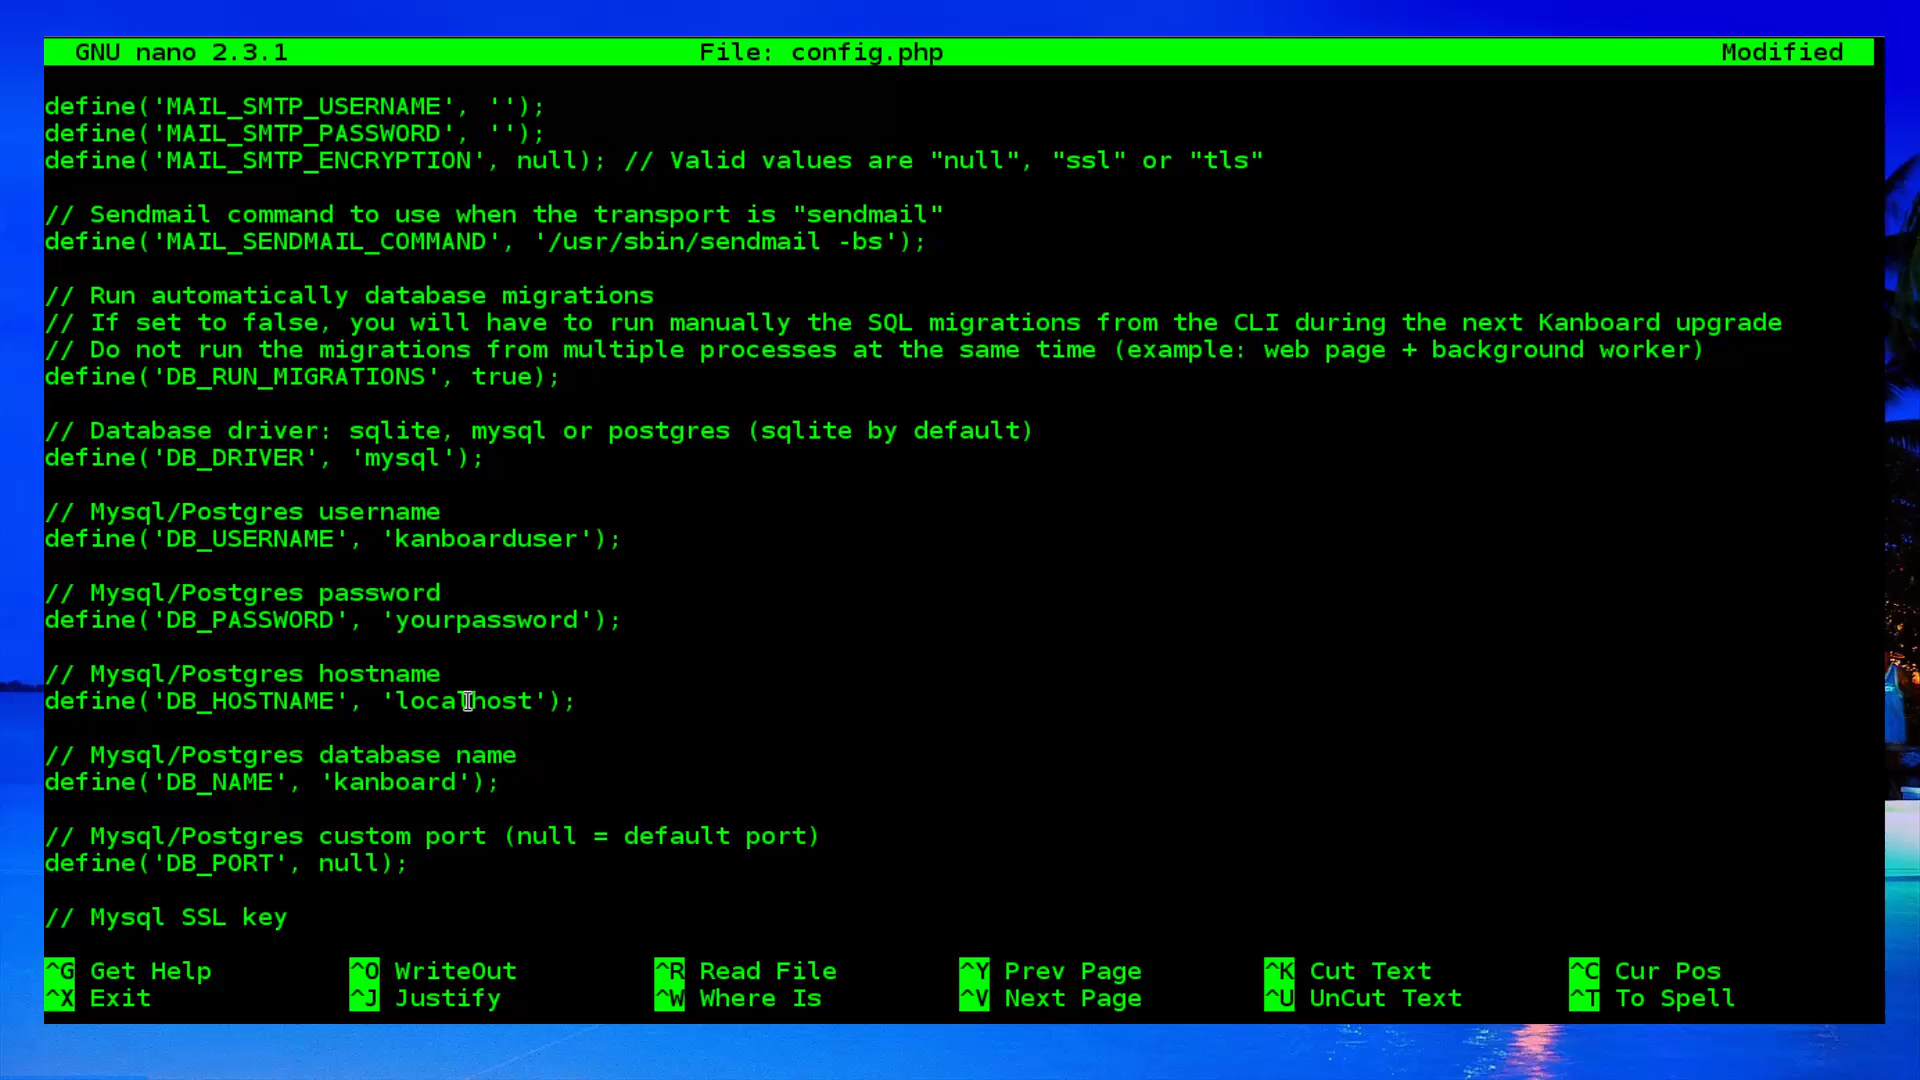 GNU nano 2.3.1 File: config.php Modified
define('MAIL_SMTP_USERNAME', '');
define('MAIL_SMTP_PASSWORD', '');
define('MAIL_SMTP_ENCRYPTION', null); // Valid values are "null", "ssl" or "tls"
// Sendmail command to use when the transport is "sendmail"
define('MAIL_SENDMAIL_COMMAND', '/usr/sbin/sendmail -bs');
// Run automatically database migrations
// If set to false, you will have to run manually the SQL migrations from the CLI during the next Kanboard upgrade
// Do not run the migrations from multiple processes at the same time (example: web page + background worker)
define('DB_RUN_MIGRATIONS', true);
// Database driver: sqlite, mysql or postgres (sqlite by default)
define('DB_DRIVER', 'mysql');
// Mysql/Postgres username
define('DB_USERNAME', 'kanboarduser');
// Mysql/Postgres password
define('DB_PASSWORD', 'yourpassword');
// Mysql/Postgres hostname
define('DB_HOSTNAME', 'localhost');
// Mysql/Postgres database name
define('DB_NAME', 'kanboard');
// Mysql/Postgres custom port (null = default port)
define('DB_PORT', null);
// Mysql SSL key
^G Get Help ^O WriteOut ^R Read File ^Y Prev Page ^K Cut Text ^C Cur Pos
^X Exit ^J Justify ^W Where Is ^V Next Page ^U UnCut Text ^T To Spell